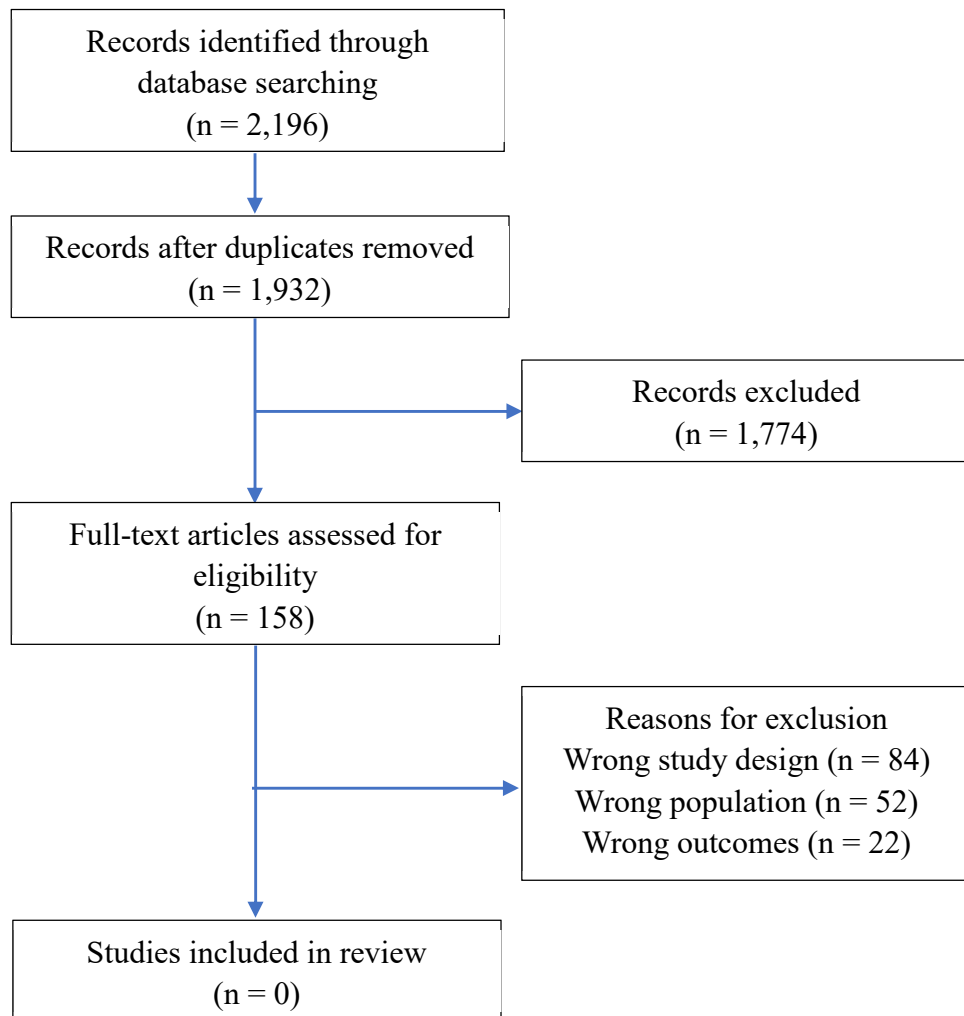 Records identified through
database searching
(n = 2,196)
Records after duplicates removed
(n = 1,932)
Records excluded
(n = 1,774)
Full-text articles assessed for
eligibility
(n = 158)
Reasons for exclusion
Wrong study design (n = 84)
Wrong population (n = 52)
Wrong outcomes (n = 22)
Studies included in review
(n = 0)